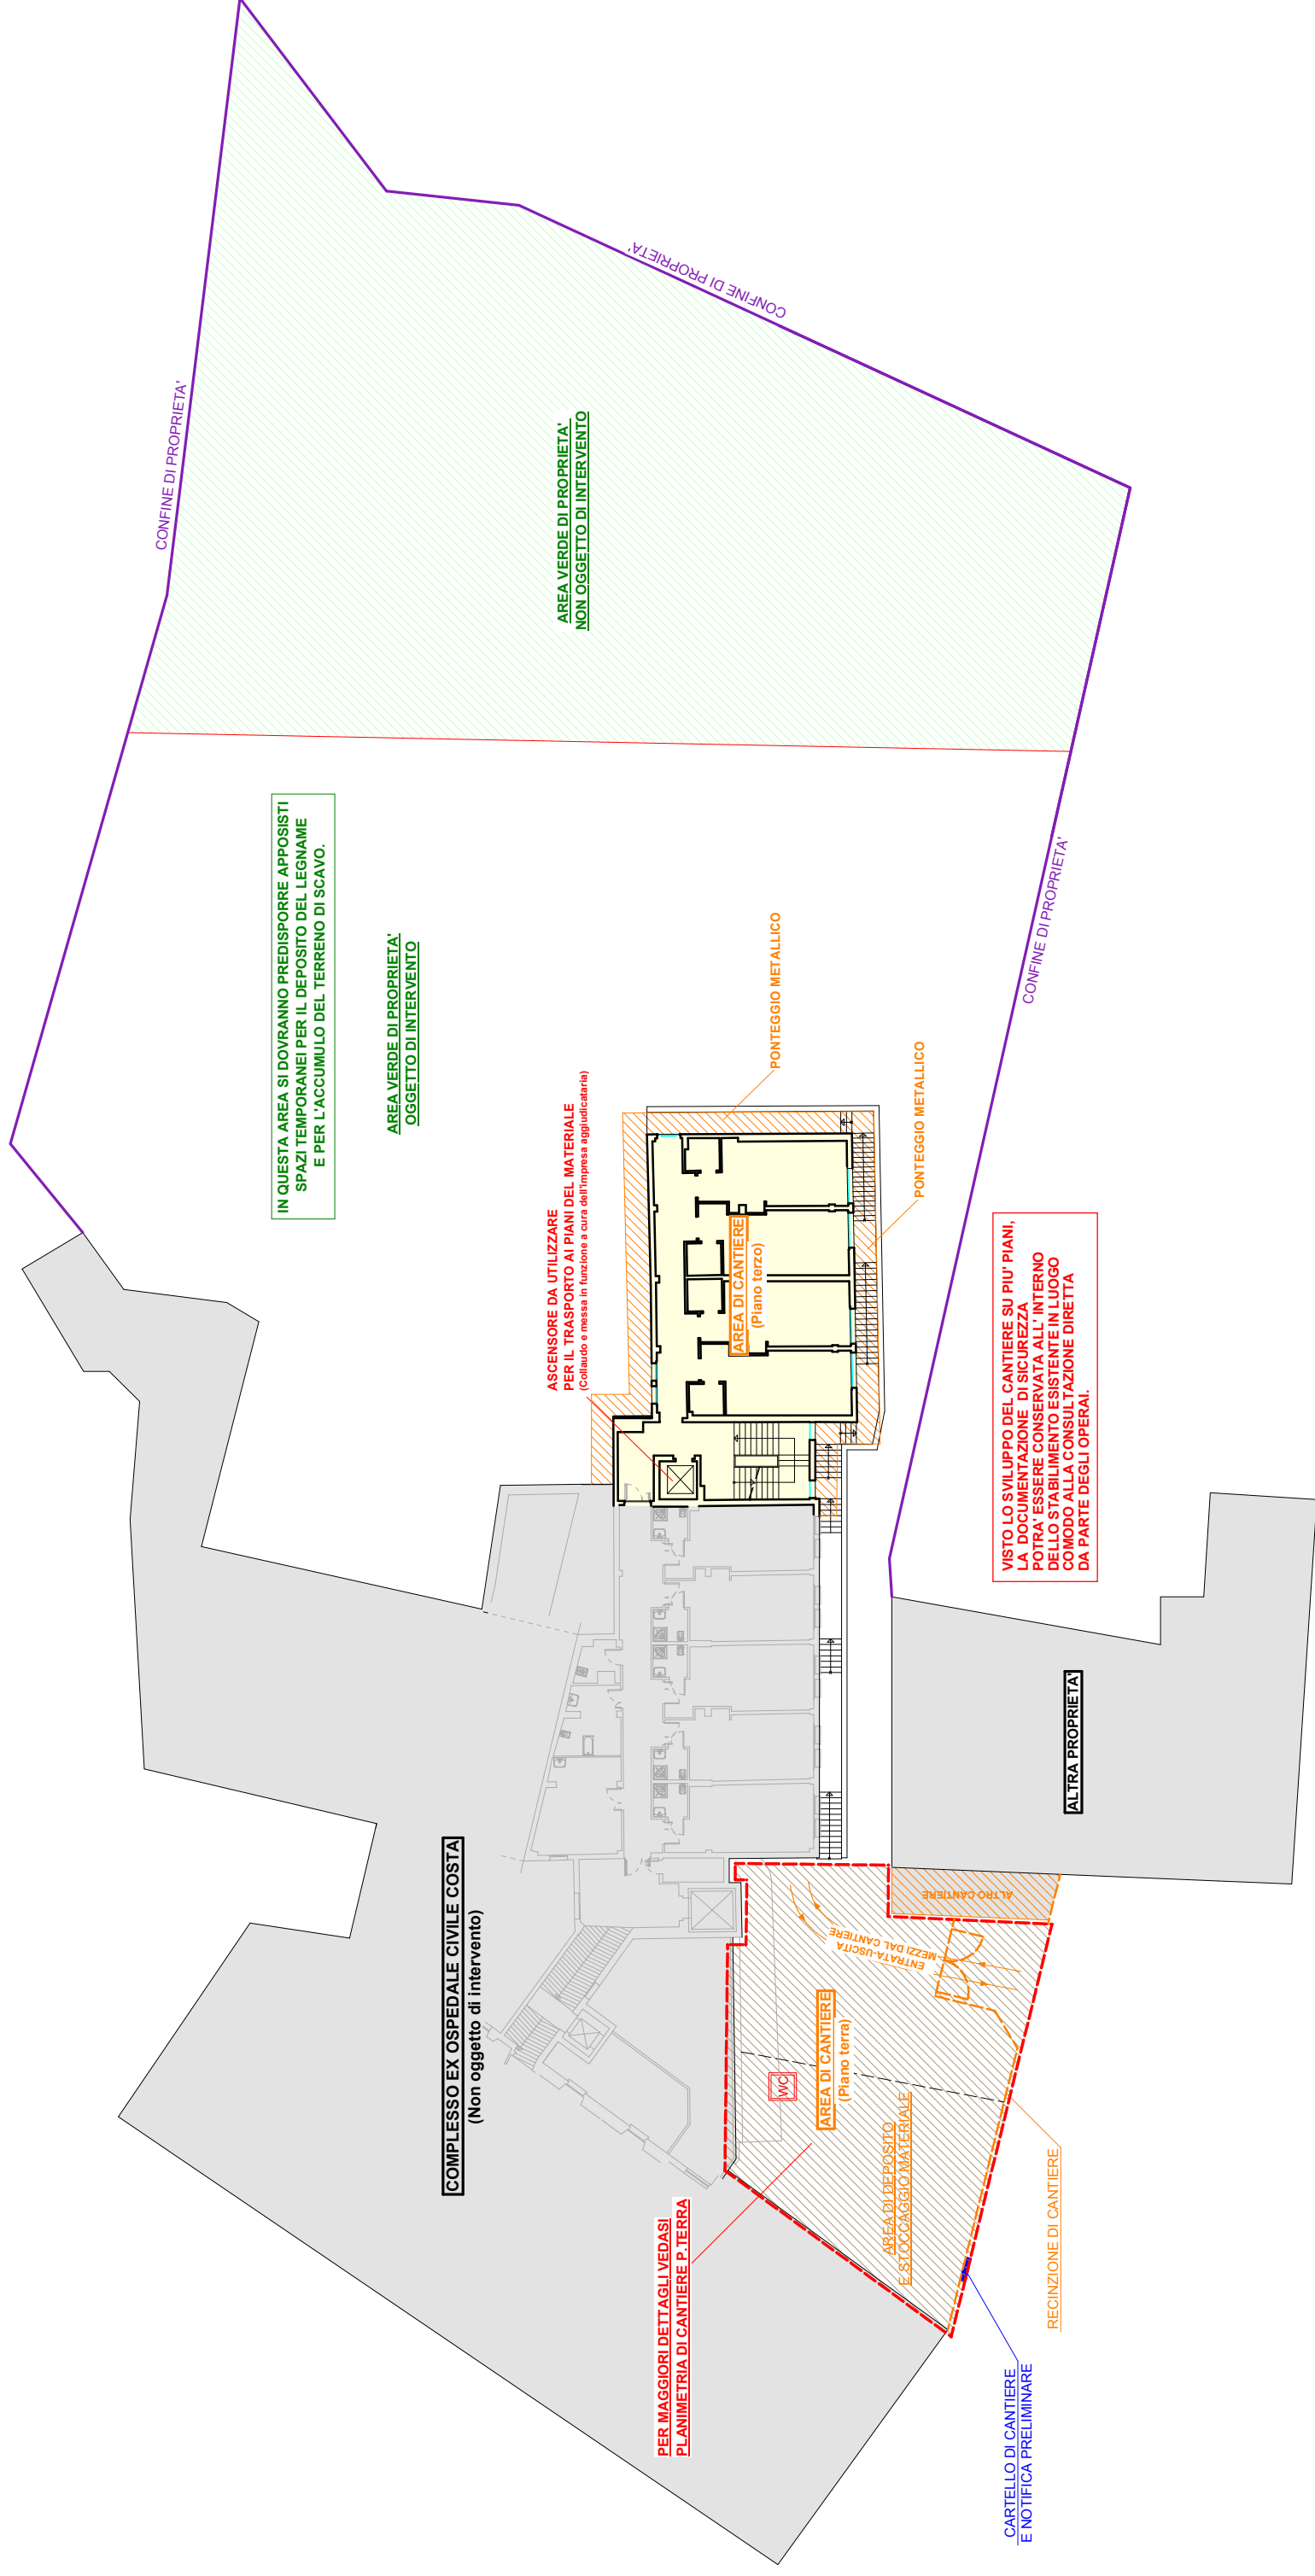 CONFINE DI PROPRIETA'
CONFINE DI PROPRIETA'
AREA VERDE DI PROPRIETA'
NON OGGETTO DI INTERVENTO
IN QUESTA AREA SI DOVRANNO PREDISPORRE APPOSISTI
SPAZI TEMPORANEI PER IL DEPOSITO DEL LEGNAME
E PER L'ACCUMULO DEL TERRENO DI SCAVO.
AREA VERDE DI PROPRIETA'
OGGETTO DI INTERVENTO
CONFINE DI PROPRIETA'
PONTEGGIO METALLICO
PONTEGGIO METALLICO
ASCENSORE DA UTILIZZARE
PER IL TRASPORTO AI PIANI DEL MATERIALE
(Collaudo e messa in funzione a cura dell'impresa aggiudicataria)
AREA DI CANTIERE
(Piano terzo)
VISTO LO SVILUPPO DEL CANTIERE SU PIU' PIANI,
LA DOCUMENTAZIONE DI SICUREZZA
POTRA' ESSERE CONSERVATA ALL' INTERNO
DELLO STABILIMENTO ESISTENTE IN LUOGO
COMODO ALLA CONSULTAZIONE DIRETTA
DA PARTE DEGLI OPERAI.
ALTRA PROPRIETA'
COMPLESSO EX OSPEDALE CIVILE COSTA
(Non oggetto di intervento)
ALTRO CANTIERE
ENTRATA-USCITA
MEZZI DAL CANTIERE
AREA DI CANTIERE
(Piano terra)
WC
AREA DI DEPOSITO
E STOCCAGGIO MATERIALE
PER MAGGIORI DETTAGLI VEDASI
PLANIMETRIA DI CANTIERE P.TERRA
RECINZIONE DI CANTIERE
CARTELLO DI CANTIERE
E NOTIFICA PRELIMINARE